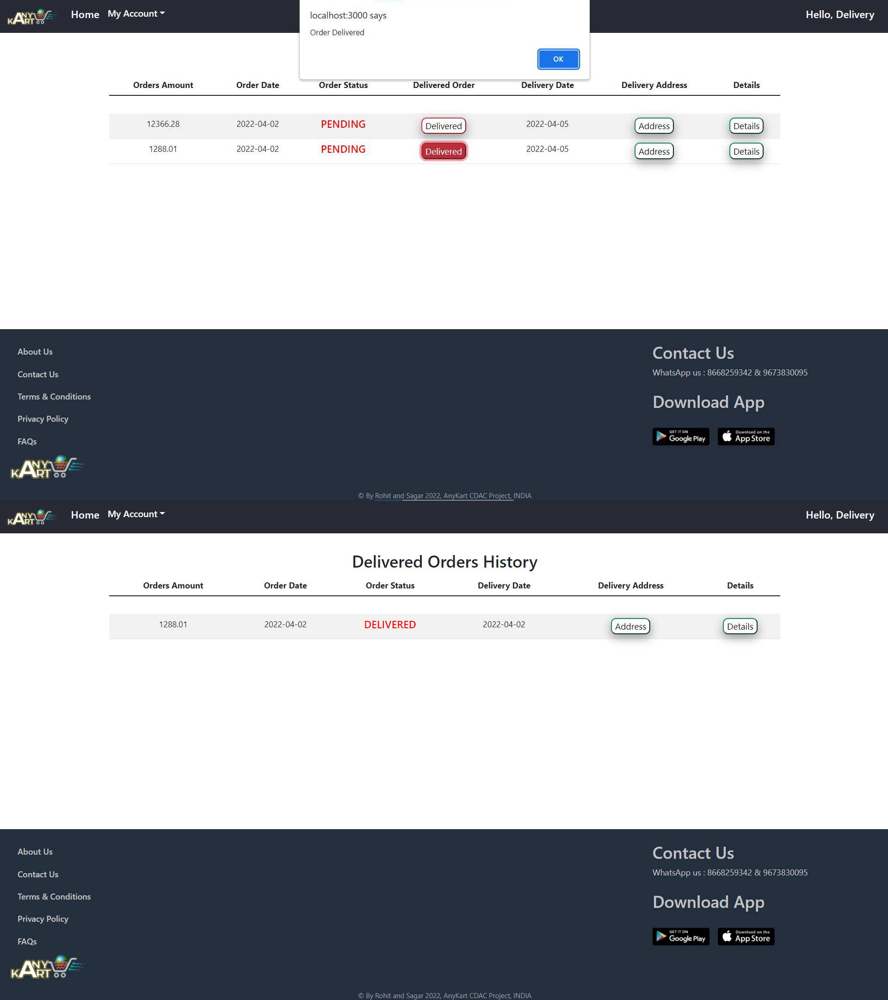 kANYKART Home My Account Hello, Delivery
localhost:3000 says
Order Delivered
OK
Orders Amount Order Date Order Status Delivered Order Delivery Date Delivery Address Details
12366.28 2022-04-02 PENDING Delivered 2022-04-05 Address Details
1288.01 2022-04-02 PENDING Delivered 2022-04-05 Address Details
About Us
Contact Us
Terms & Conditions
Privacy Policy
FAQs
kANYKART
Contact Us
WhatsApp us : 8668259342 & 9673830095
Download App
GET IT ON Google Play
Download on the App Store
© By Rohit and Sagar 2022, AnyKart CDAC Project, INDIA
kANYKART Home My Account Hello, Delivery
Delivered Orders History
Orders Amount Order Date Order Status Delivery Date Delivery Address Details
1288.01 2022-04-02 DELIVERED 2022-04-02 Address Details
About Us
Contact Us
Terms & Conditions
Privacy Policy
FAQs
kANYKART
Contact Us
WhatsApp us : 8668259342 & 9673830095
Download App
GET IT ON Google Play
Download on the App Store
© By Rohit and Sagar 2022, AnyKart CDAC Project, INDIA